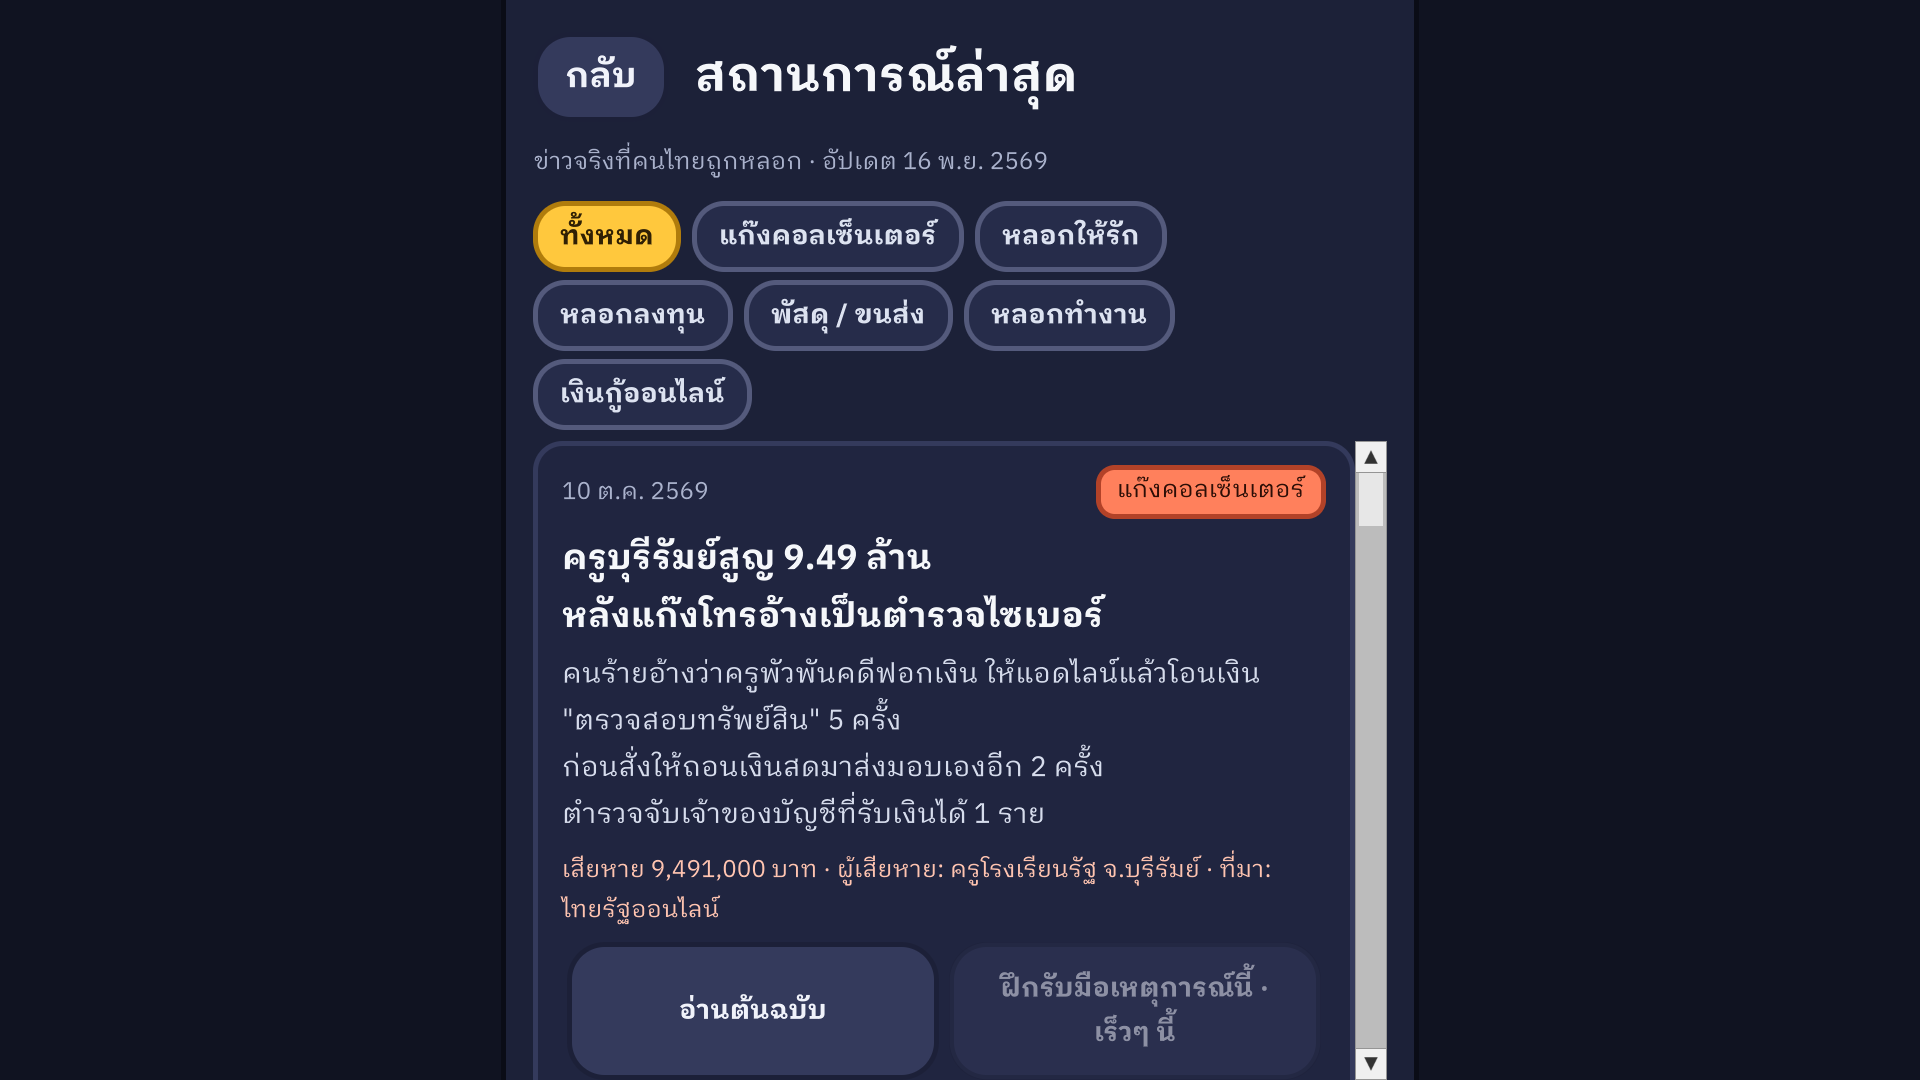 กลับ
สถานการณ์ล่าสุด
ข่าวจริงที่คนไทยถูกหลอก · อัปเดต 16 พ.ย. 2569
ทั้งหมด
แก๊งคอลเซ็นเตอร์
หลอกให้รัก
หลอกลงทุน
พัสดุ / ขนส่ง
หลอกทำงาน
เงินกู้ออนไลน์
10 ต.ค. 2569
แก๊งคอลเซ็นเตอร์
ครูบุรีรัมย์สูญ 9.49 ล้าน
หลังแก๊งโทรอ้างเป็นตำรวจไซเบอร์
คนร้ายอ้างว่าครูพัวพันคดีฟอกเงิน ให้แอดไลน์แล้วโอนเงิน
"ตรวจสอบทรัพย์สิน" 5 ครั้ง
ก่อนสั่งให้ถอนเงินสดมาส่งมอบเองอีก 2 ครั้ง
ตำรวจจับเจ้าของบัญชีที่รับเงินได้ 1 ราย
เสียหาย 9,491,000 บาท · ผู้เสียหาย: ครูโรงเรียนรัฐ จ.บุรีรัมย์ · ที่มา:
ไทยรัฐออนไลน์
อ่านต้นฉบับ
ฝึกรับมือเหตุการณ์นี้ ·
เร็วๆ นี้